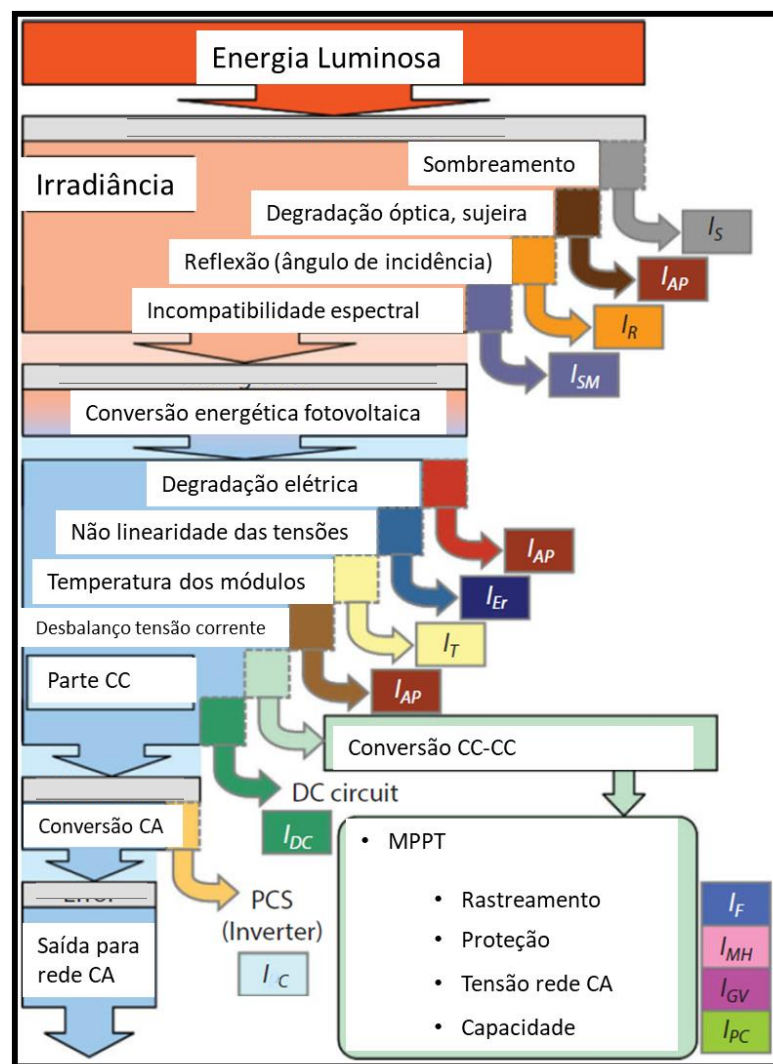 Energia Luminosa
Irradiância
Sombreamento
I_S
Degradação óptica, sujeira
I_AP
Reflexão (ângulo de incidência)
I_R
Incompatibilidade espectral
I_SM
Conversão energética fotovoltaica
Degradação elétrica
I_AP
Não linearidade das tensões
I_Er
Temperatura dos módulos
I_T
Desbalanço tensão corrente
I_AP
Parte CC
Conversão CC-CC
DC circuit
I_DC
Conversão CA
PCS
(Inverter)
Saída para
rede CA
• MPPT
• Rastreamento
I_F
• Proteção
I_MH
• Tensão rede CA
I_GV
• Capacidade
I_PC